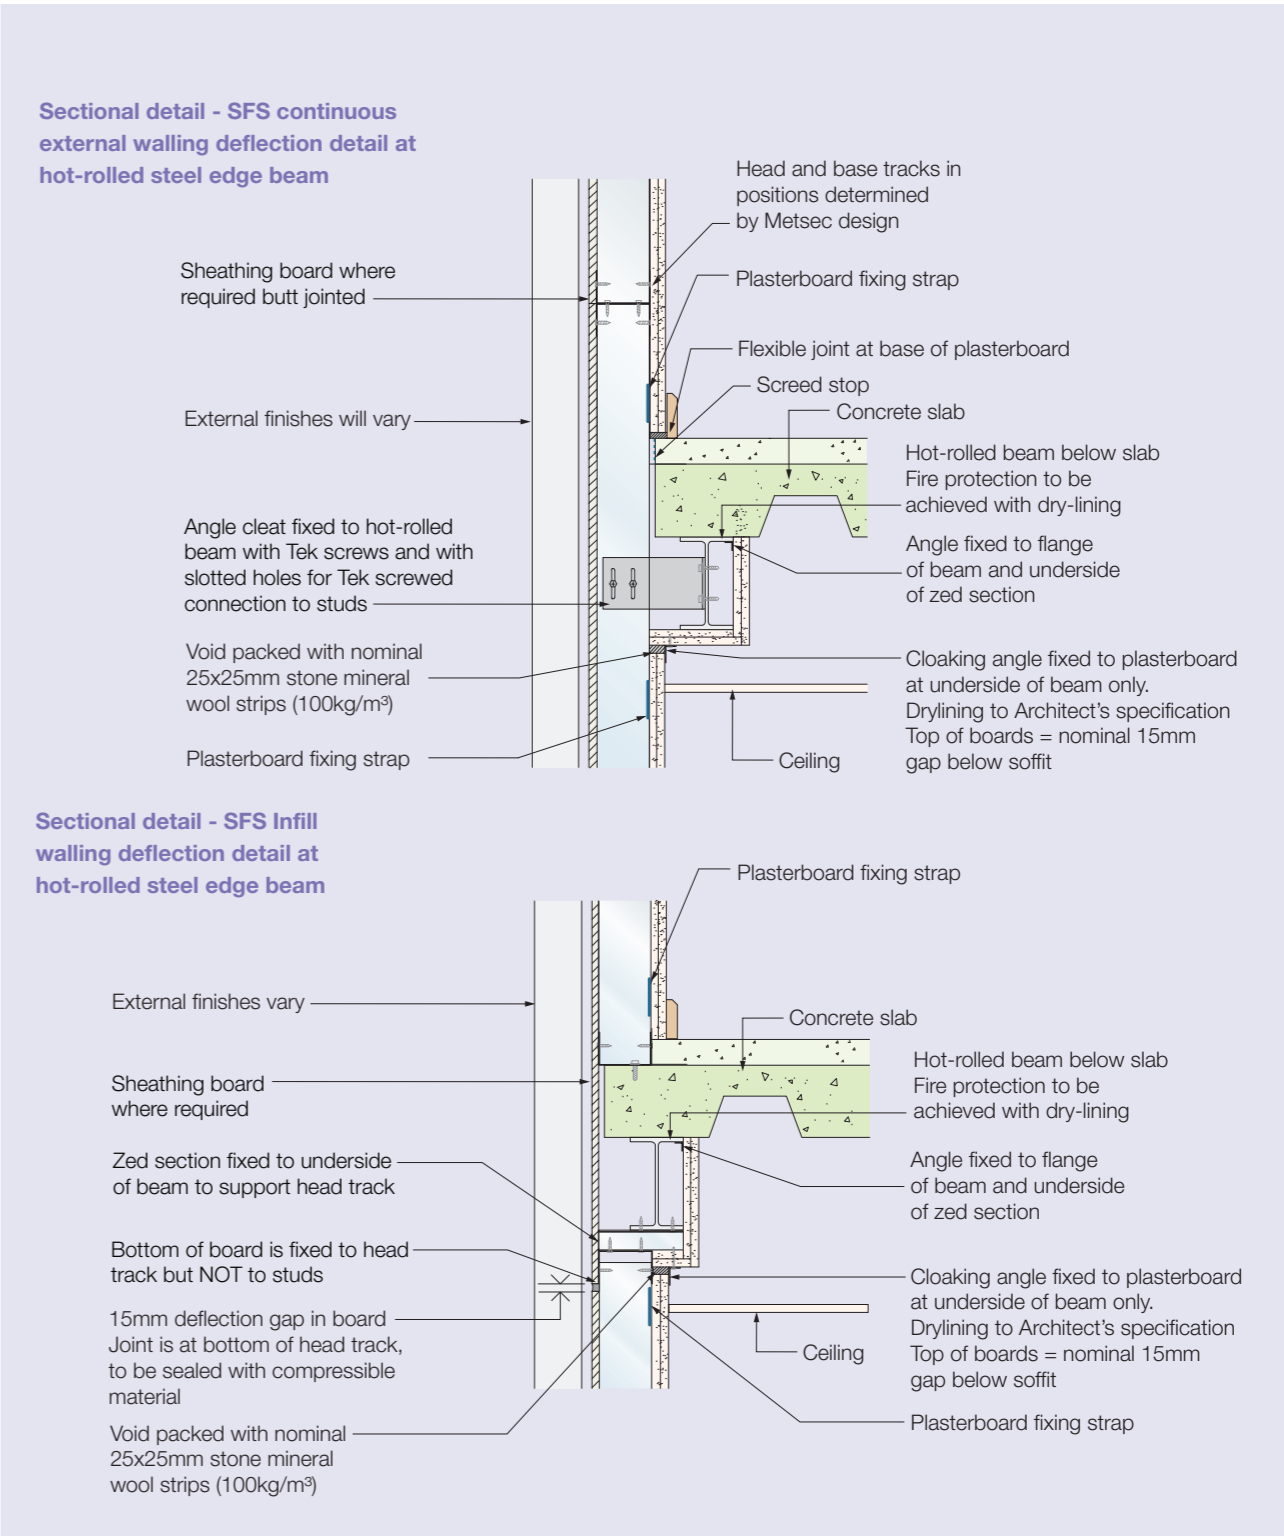 Sectional detail - SFS continuous
external walling deflection detail at
hot-rolled steel edge beam
Head and base tracks in
positions determined
by Metsec design
Sheathing board where
required butt jointed
Plasterboard fixing strap
Flexible joint at base of plasterboard
Screed stop
External finishes will vary
Concrete slab
Hot-rolled beam below slab
Fire protection to be
achieved with dry-lining
Angle cleat fixed to hot-rolled
beam with Tek screws and with
slotted holes for Tek screwed
connection to studs
Angle fixed to flange
of beam and underside
of zed section
Void packed with nominal
25x25mm stone mineral
wool strips (100kg/m³)
Cloaking angle fixed to plasterboard
at underside of beam only.
Drylining to Architect's specification
Top of boards = nominal 15mm
gap below soffit
Plasterboard fixing strap
Ceiling
Sectional detail - SFS Infill
walling deflection detail at
hot-rolled steel edge beam
Plasterboard fixing strap
External finishes vary
Concrete slab
Hot-rolled beam below slab
Fire protection to be
achieved with dry-lining
Sheathing board
where required
Zed section fixed to underside
of beam to support head track
Angle fixed to flange
of beam and underside
of zed section
Bottom of board is fixed to head
track but NOT to studs
Cloaking angle fixed to plasterboard
at underside of beam only.
Drylining to Architect's specification
Top of boards = nominal 15mm
gap below soffit
15mm deflection gap in board
Joint is at bottom of head track,
to be sealed with compressible
material
Ceiling
Plasterboard fixing strap
Void packed with nominal
25x25mm stone mineral
wool strips (100kg/m³)